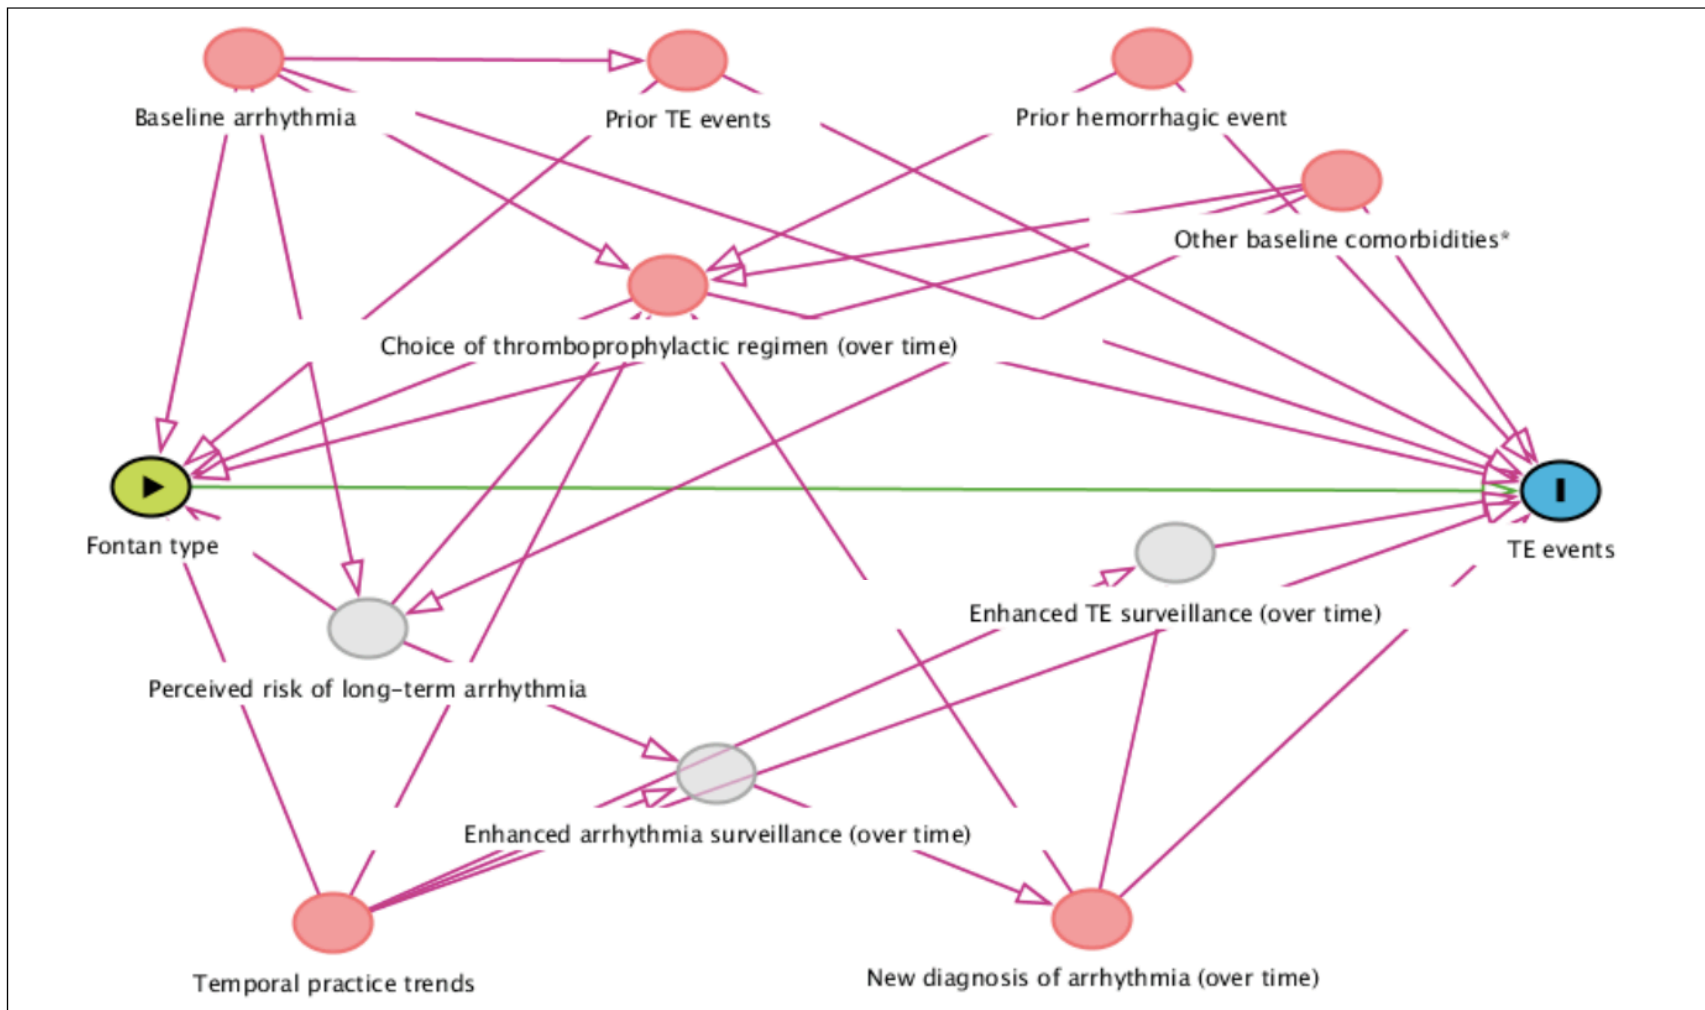 Baseline arrhythmia
Prior TE events
Prior hemorrhagic event
Other baseline comorbidities*
Choice of thromboprophylactic regimen (over time)
Fontan type
TE events
Enhanced TE surveillance (over time)
Perceived risk of long-term arrhythmia
Enhanced arrhythmia surveillance (over time)
Temporal practice trends
New diagnosis of arrhythmia (over time)